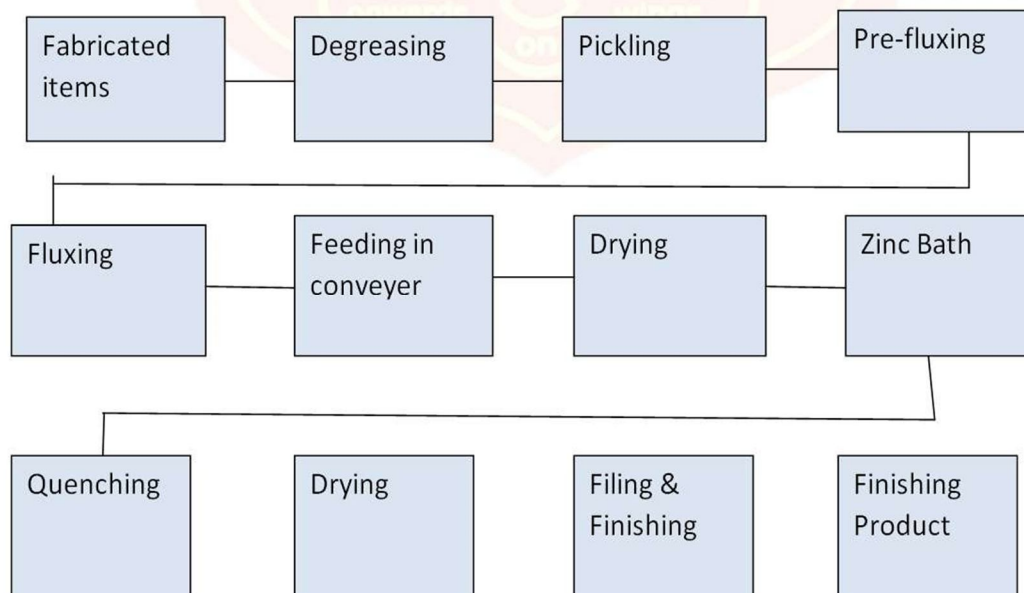 Fabricated
items
Degreasing
Pickling
Pre-fluxing
Fluxing
Feeding in
conveyer
Drying
Zinc Bath
Quenching
Drying
Filing &
Finishing
Finishing
Product